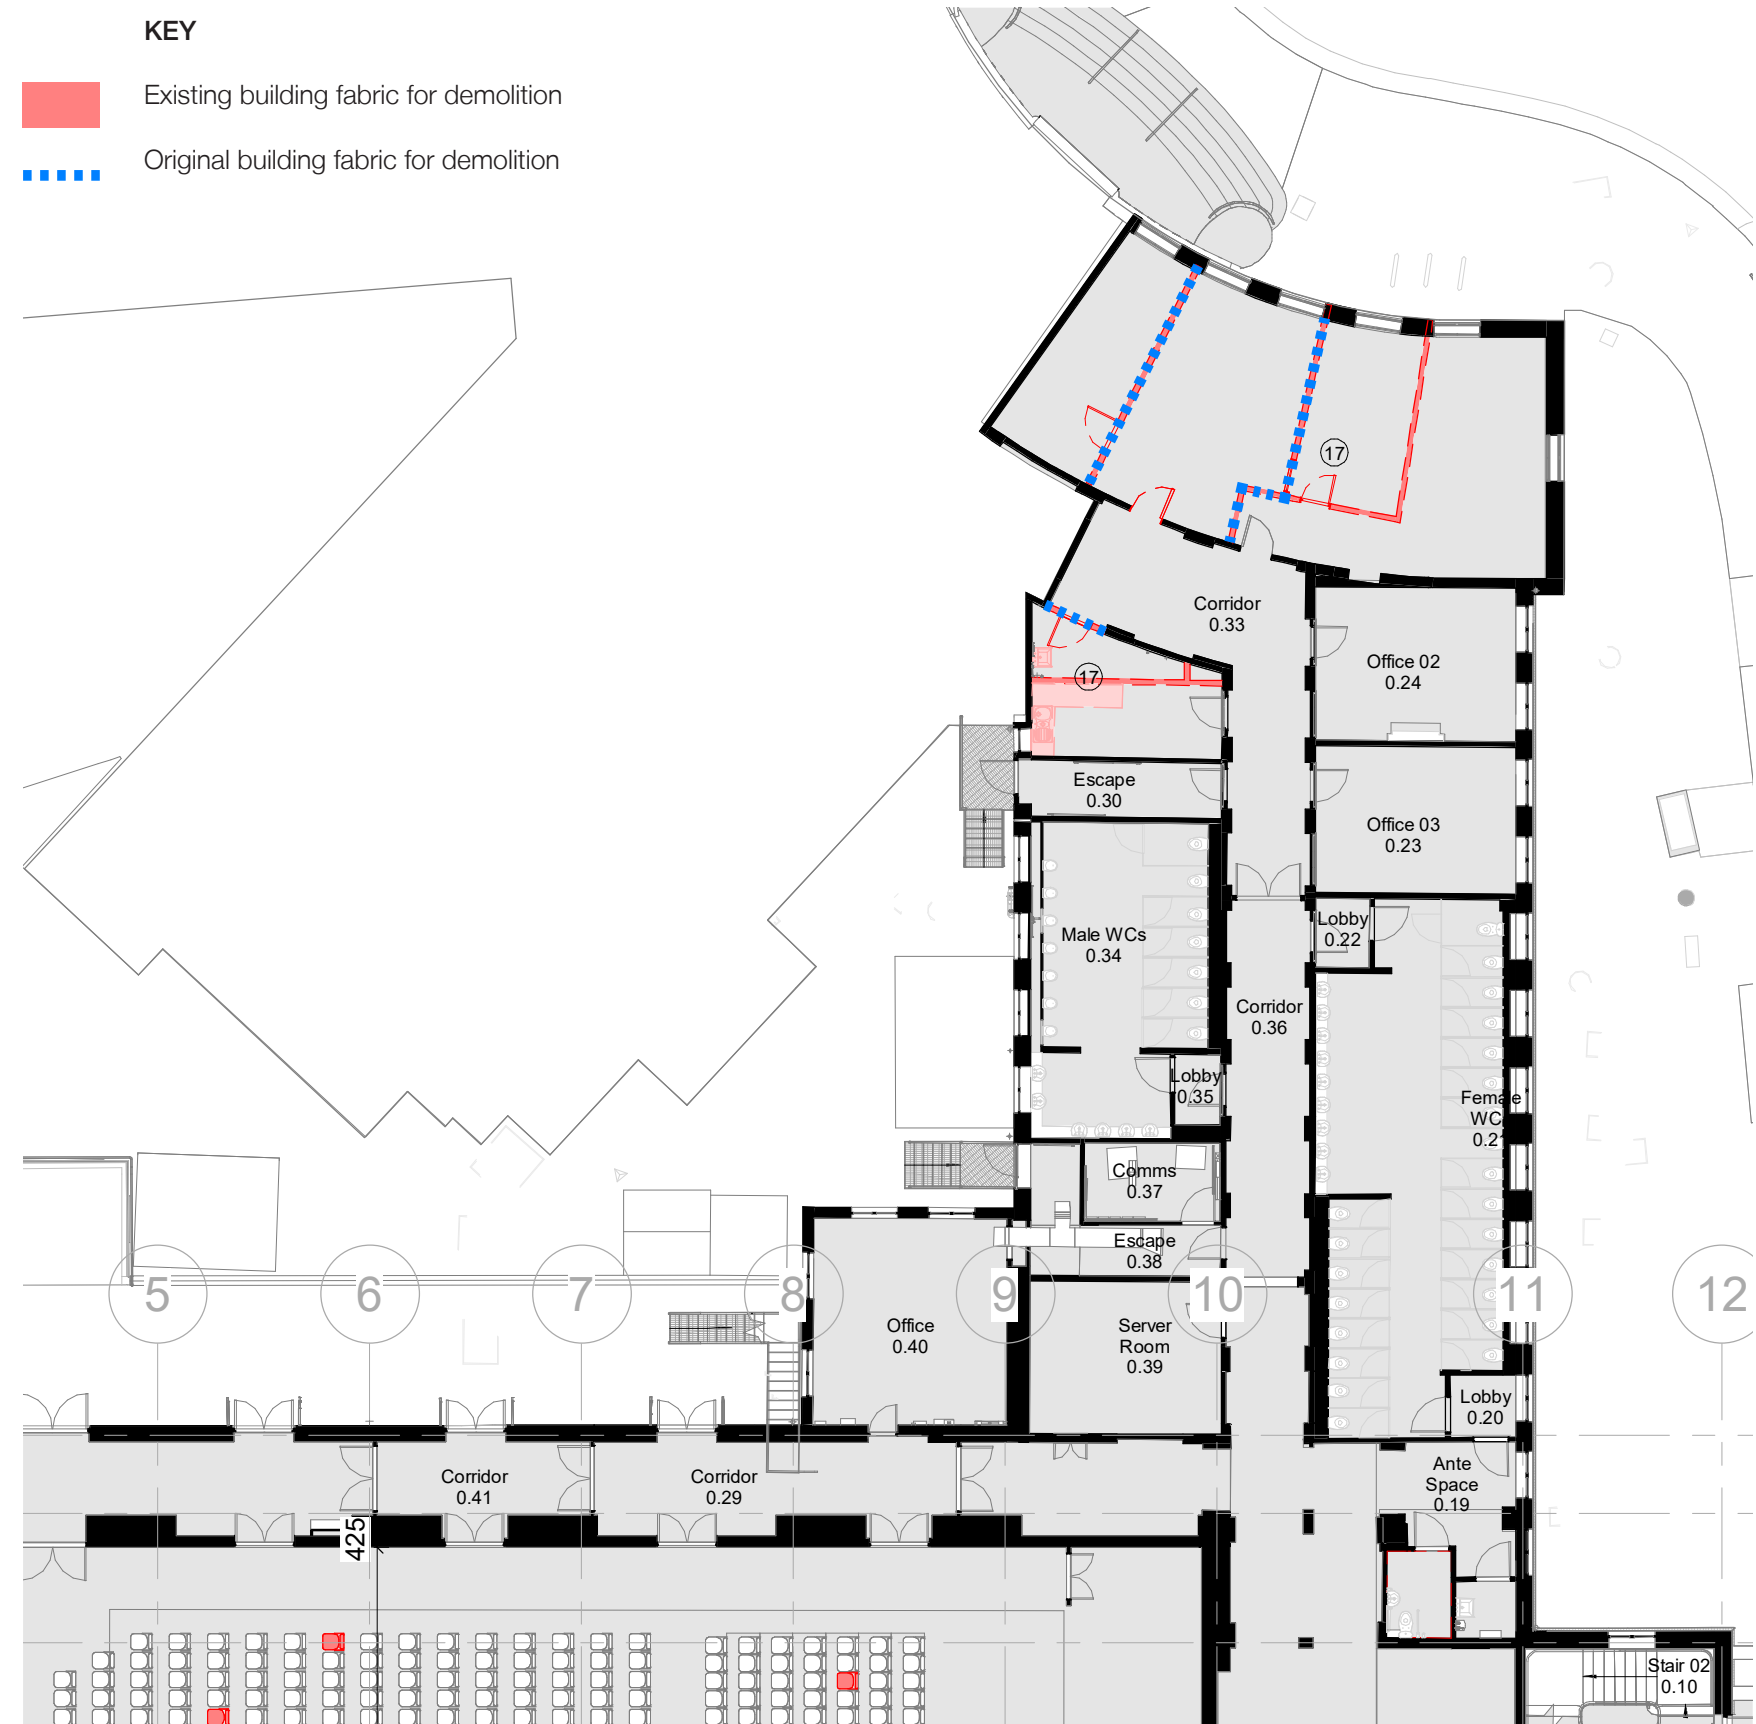 KEY
Existing building fabric for demolition
Original building fabric for demolition
17
Corridor
0.33
Office 02
0.24
17
Escape
0.30
Office 03
0.23
Male WCs
0.34
Lobby
0.22
Corridor
0.36
Lobby
0.35
Female
WC
0.21
Comms
0.37
Escape
0.38
5
6
7
8
9
10
11
12
Office
0.40
Server
Room
0.39
Lobby
0.20
Corridor
0.41
Corridor
0.29
Ante
Space
0.19
425
Stair 02
0.10